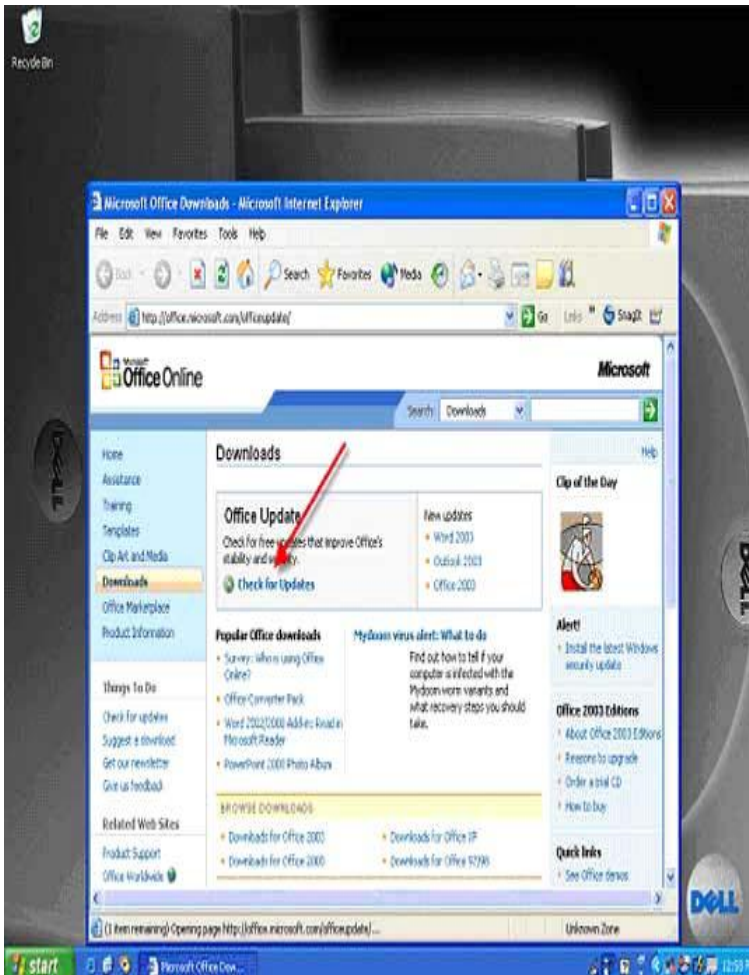 Recycle Bin
Microsoft Office Downloads - Microsoft Internet Explorer
File Edit View Favorites Tools Help
Back
Search Favorites Media
Address http://office.microsoft.com/officeupdate/ Go Links SnagIt
Microsoft
Office Online
Microsoft
Search: Downloads
Home
Assistance
Training
Templates
Clip Art and Media
Downloads
Office Marketplace
Product Information
Things To Do
Check for updates
Suggest a download
Get our newsletter
Give us feedback
Related Web Sites
Product Support
Office Worldwide
Downloads
Office Update
Check for free updates that improve Office's
stability and security.
Check for Updates
New updates
Word 2003
Outlook 2003
Office 2003
Popular Office downloads
Survey: Who is using Office
Online?
Office Converter Pack
Word 2002/2000 Add-in: Read in
Microsoft Reader
PowerPoint 2000 Photo Album
Mydoom virus alert: What to do
Find out how to tell if your
computer is infected with the
Mydoom worm variants and
what recovery steps you should
take.
BROWSE DOWNLOADS
Downloads for Office 2003
Downloads for Office XP
Downloads for Office 2000
Downloads for Office 97/98
Help
Clip of the Day
Alert!
Install the latest Windows
security update
Office 2003 Editions
About Office 2003 Editions
Reasons to upgrade
Order a trial CD
How to buy
Quick links
See Office demos
(1 item remaining) Opening page http://office.microsoft.com/officeupdate/...
Unknown Zone
DELL
DELL
DELL
start
Microsoft Office Dow...
12:58